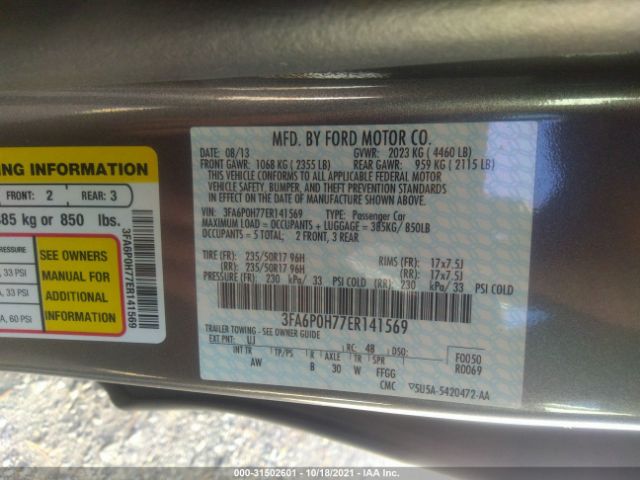 NG INFORMATION
FRONT: 2 REAR: 3
385 kg or 850 lbs.
PRESSURE
33 PSI
33 PSI
60 PSI
SEE OWNERS
MANUAL FOR
ADDITIONAL
INFORMATION
3FA6P0H77ER141569
MFD. BY FORD MOTOR CO.
DATE: 08/13 GVWR: 2023 KG ( 4460 LB)
FRONT GAWR: 1068 KG ( 2355 LB) REAR GAWR: 959 KG ( 2115 LB)
THIS VEHICLE CONFORMS TO ALL APPLICABLE FEDERAL MOTOR
VEHICLE SAFETY, BUMPER, AND THEFT PREVENTION STANDARDS
IN EFFECT ON THE DATE OF MANUFACTURE SHOWN ABOVE.
VIN: 3FA6P0H77ER141569 TYPE: Passenger Car
MAXIMUM LOAD = OCCUPANTS + LUGGAGE = 385KG/ 850LB
OCCUPANTS = 5 TOTAL: 2 FRONT, 3 REAR
TIRE (FR): 235/50R17 96H RIMS (FR): 17x7.5J
(RR): 235/50R17 96H (RR): 17x7.5J
PRESSURE (FR): 230 kPa/ 33 PSI COLD (RR): 230 kPa/ 33 PSI COLD
3FA6P0H77ER141569
TRAILER TOWING - SEE OWNER GUIDE
EXT PNT: UJ RC: 48 DSO: F0050
INT TR TP/PS R AXLE TR SPR R0069
AW B 30 W FFGG
CMC 5U5A-5420472-AA
000-31502601 | 10/18/2021 | IAA Inc.